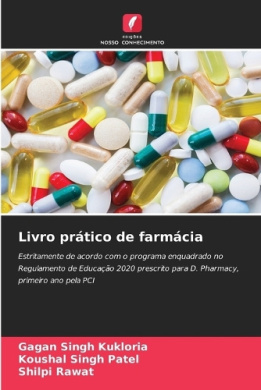 edições
NOSSO CONHECIMENTO
Livro prático de farmácia
Estritamente de acordo com o programa enquadrado no
Regulamento de Educação 2020 prescrito para D. Pharmacy,
primeiro ano pela PCI
Gagan Singh Kukloria
Koushal Singh Patel
Shilpi Rawat